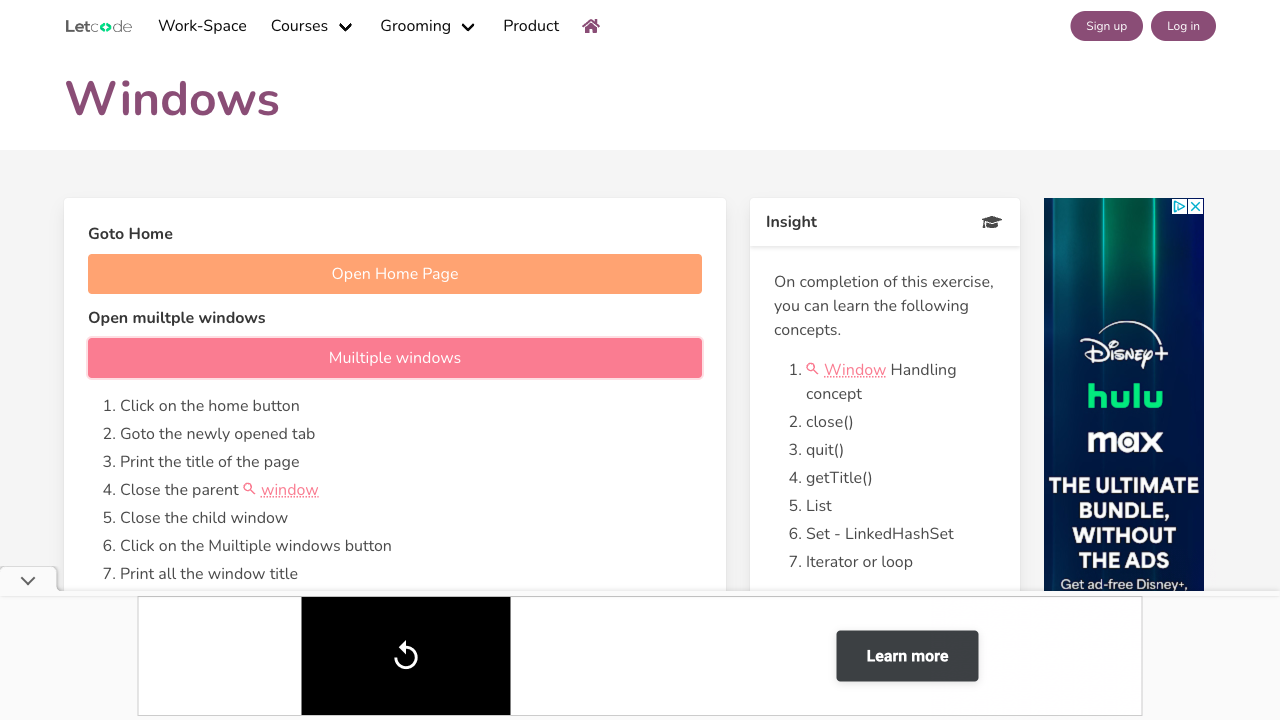 Letcode
Work-Space
Courses
Grooming
Product
Sign up
Log in
Windows
Goto Home
Open Home Page
Open muiltple windows
Muiltiple windows
1. Click on the home button
2. Goto the newly opened tab
3. Print the title of the page
4. Close the parent window
5. Close the child window
6. Click on the Muiltiple windows button
7. Print all the window title
Insight
On completion of this exercise,
you can learn the following
concepts.
1. Window Handling
concept
2. close()
3. quit()
4. getTitle()
5. List
6. Set - LinkedHashSet
7. Iterator or loop
Disney+
hulu
max
THE ULTIMATE
BUNDLE,
WITHOUT
THE ADS
Get ad-free Disney+,
Learn more